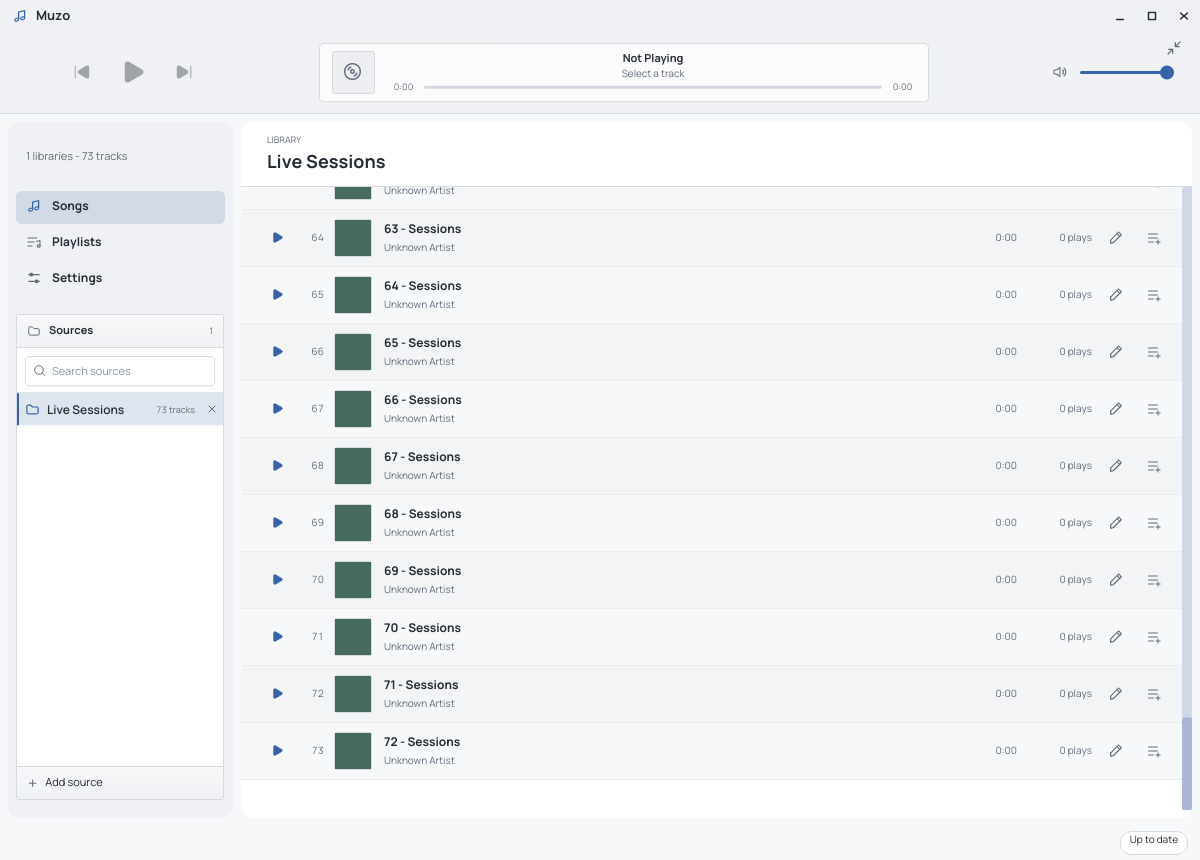 Muzo
Not Playing
Select a track
0:00
0:00
1 libraries - 73 tracks
Songs
Playlists
Settings
Sources 1
Search sources
Live Sessions 73 tracks
Add source
LIBRARY
Live Sessions
Unknown Artist
64 63 - Sessions 0:00 0 plays
Unknown Artist
65 64 - Sessions 0:00 0 plays
Unknown Artist
66 65 - Sessions 0:00 0 plays
Unknown Artist
67 66 - Sessions 0:00 0 plays
Unknown Artist
68 67 - Sessions 0:00 0 plays
Unknown Artist
69 68 - Sessions 0:00 0 plays
Unknown Artist
70 69 - Sessions 0:00 0 plays
Unknown Artist
71 70 - Sessions 0:00 0 plays
Unknown Artist
72 71 - Sessions 0:00 0 plays
Unknown Artist
73 72 - Sessions 0:00 0 plays
Unknown Artist
Up to date